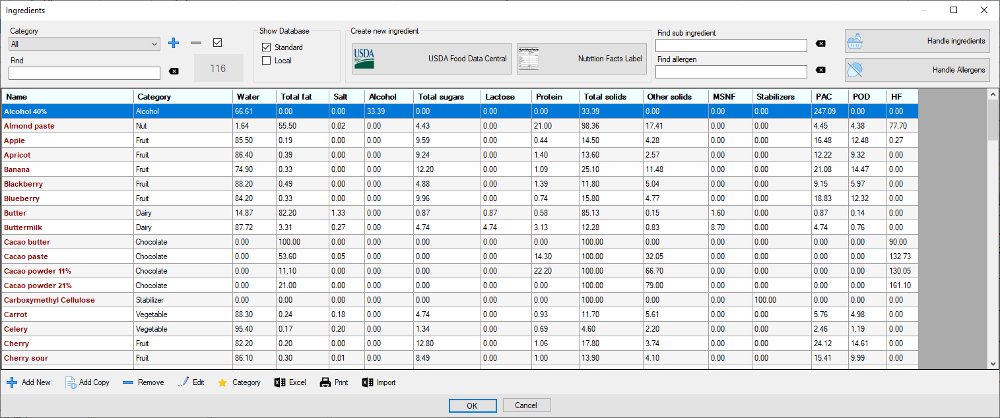 Ingredients
Category
All
Find
116
Show Database
Standard
Local
Create new ingredient
USDA
USDA Food Data Central
Nutrition Facts
Nutrition Facts Label
Find sub ingredient
Find allergen
Handle ingredients
Handle Allergens
Name Category Water Total fat Salt Alcohol Total sugars Lactose Protein Total solids Other solids MSNF Stabilizers PAC POD HF
Alcohol 40% Alcohol 66.61 0.00 0.00 33.39 0.00 0.00 0.00 33.39 0.00 0.00 0.00 247.09 0.00 0.00
Almond paste Nut 1.64 55.50 0.02 0.00 4.43 0.00 21.00 98.36 17.41 0.00 0.00 4.45 4.38 77.70
Apple Fruit 85.50 0.19 0.00 0.00 9.59 0.00 0.44 14.50 4.28 0.00 0.00 16.48 12.48 0.27
Apricot Fruit 86.40 0.39 0.00 0.00 9.24 0.00 1.40 13.60 2.57 0.00 0.00 12.22 9.32 0.00
Banana Fruit 74.90 0.33 0.00 0.00 12.20 0.00 1.09 25.10 11.48 0.00 0.00 21.08 14.47 0.00
Blackberry Fruit 88.20 0.49 0.00 0.00 4.88 0.00 1.39 11.80 5.04 0.00 0.00 9.15 5.97 0.00
Blueberry Fruit 84.20 0.33 0.00 0.00 9.96 0.00 0.74 15.80 4.77 0.00 0.00 18.83 12.32 0.00
Butter Dairy 14.87 82.20 1.33 0.00 0.87 0.87 0.58 85.13 0.15 1.60 0.00 0.87 0.14 0.00
Buttermilk Dairy 87.72 3.31 0.27 0.00 4.74 4.74 3.13 12.28 0.83 8.70 0.00 4.74 0.76 0.00
Cacao butter Chocolate 0.00 100.00 0.00 0.00 0.00 0.00 0.00 100.00 0.00 0.00 0.00 0.00 0.00 90.00
Cacao paste Chocolate 0.00 53.60 0.05 0.00 0.00 0.00 14.30 100.00 32.05 0.00 0.00 0.00 0.00 132.73
Cacao powder 11% Chocolate 0.00 11.10 0.00 0.00 0.00 0.00 22.20 100.00 66.70 0.00 0.00 0.00 0.00 130.05
Cacao powder 21% Chocolate 0.00 21.00 0.00 0.00 0.00 0.00 0.00 100.00 79.00 0.00 0.00 0.00 0.00 161.10
Carboxymethyl Cellulose Stabilizer 0.00 0.00 0.00 0.00 0.00 0.00 0.00 100.00 0.00 0.00 100.00 0.00 0.00 0.00
Carrot Vegetable 88.30 0.24 0.18 0.00 4.74 0.00 0.93 11.70 5.61 0.00 0.00 5.76 4.98 0.00
Celery Vegetable 95.40 0.17 0.20 0.00 1.34 0.00 0.69 4.60 2.20 0.00 0.00 2.46 1.19 0.00
Cherry Fruit 82.20 0.20 0.00 0.00 12.80 0.00 1.06 17.80 3.74 0.00 0.00 24.12 14.61 0.00
Cherry sour Fruit 86.10 0.30 0.01 0.00 8.49 0.00 1.00 13.90 4.10 0.00 0.00 15.41 9.99 0.00
Add New Add Copy Remove Edit Category Excel Print Import
OK Cancel